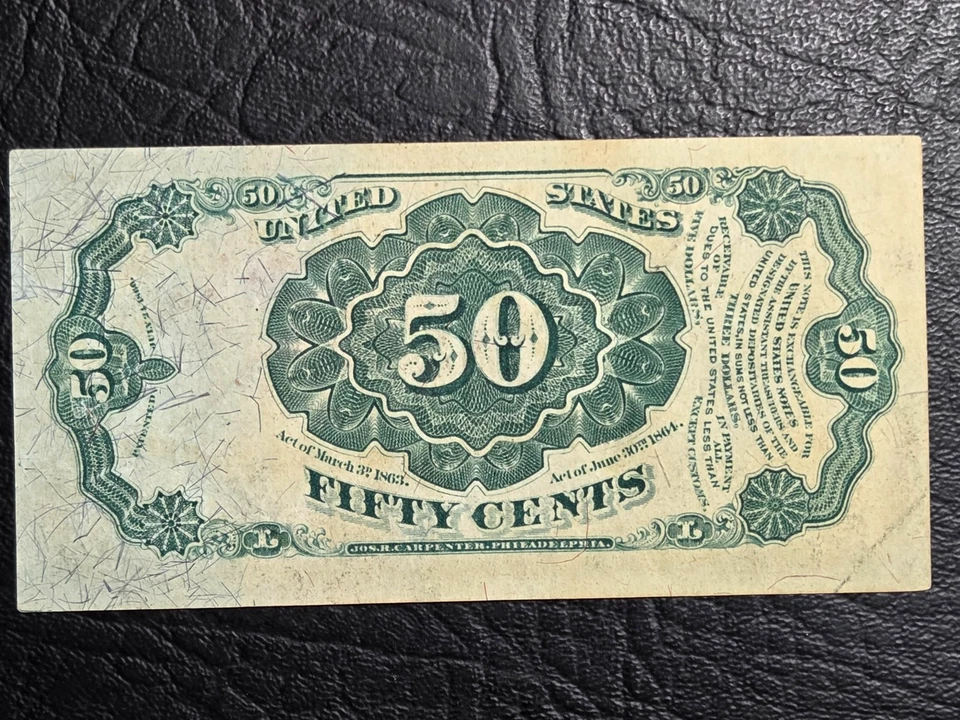 50
50
UNITED STATES
50
PATENTED
50
Act of March 3D 1863.
Act of June 30TH 1864.
FIFTY CENTS
L
L
JOS.R.CARPENTER.PHILADELPHIA.
THIS NOTE IS EXCHANGEABLE FOR
UNITED STATES NOTES
BY THE ASSISTANT TREASURERS AND
DESIGNATED DEPOSITARIES OF THE
UNITED STATES, IN SUMS NOT LESS THAN
THREE DOLLARS.
RECEIVABLE IN PAYMENT
OF ALL
DUES TO THE UNITED STATES LESS THAN
FIVE DOLLARS, EXCEPT CUSTOMS.
50